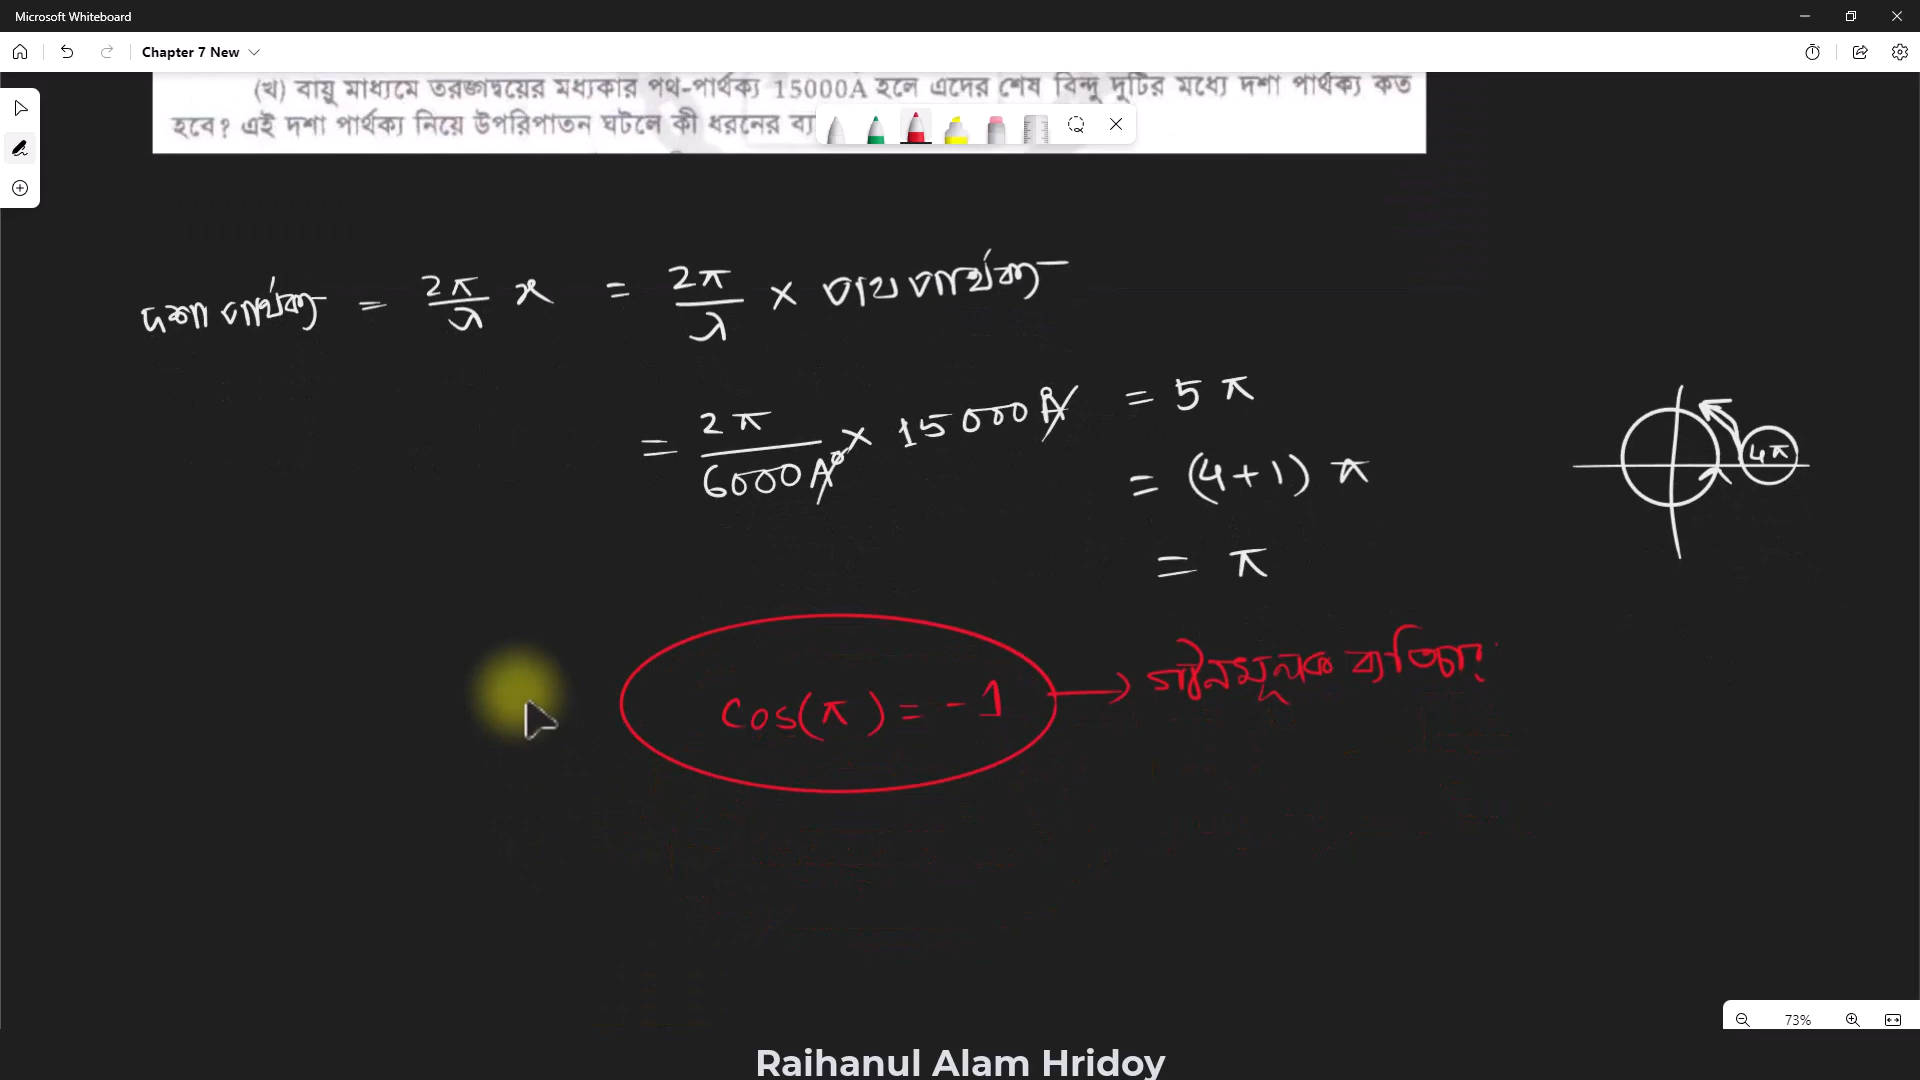 Microsoft Whiteboard
Chapter 7 New
(খ) বায়ু মাধ্যমে তরঙ্গদ্বয়ের মধ্যকার পথ-পার্থক্য 15000A হলে এদের শেষ বিন্দু দুটির মধ্যে দশা পার্থক্য কত
হবে? এই দশা পার্থক্য নিয়ে উপরিপাতন ঘটলে কী ধরনের ব্য
দশা পার্থক্য = 2π/λ x = 2π/λ × পথ পার্থক্য
= 2π/6000A° × 15000A° = 5π
= (4+1) π
4π
= π
cos(π) = -1 → ব্যতিচার
73%
Raihanul Alam Hridoy